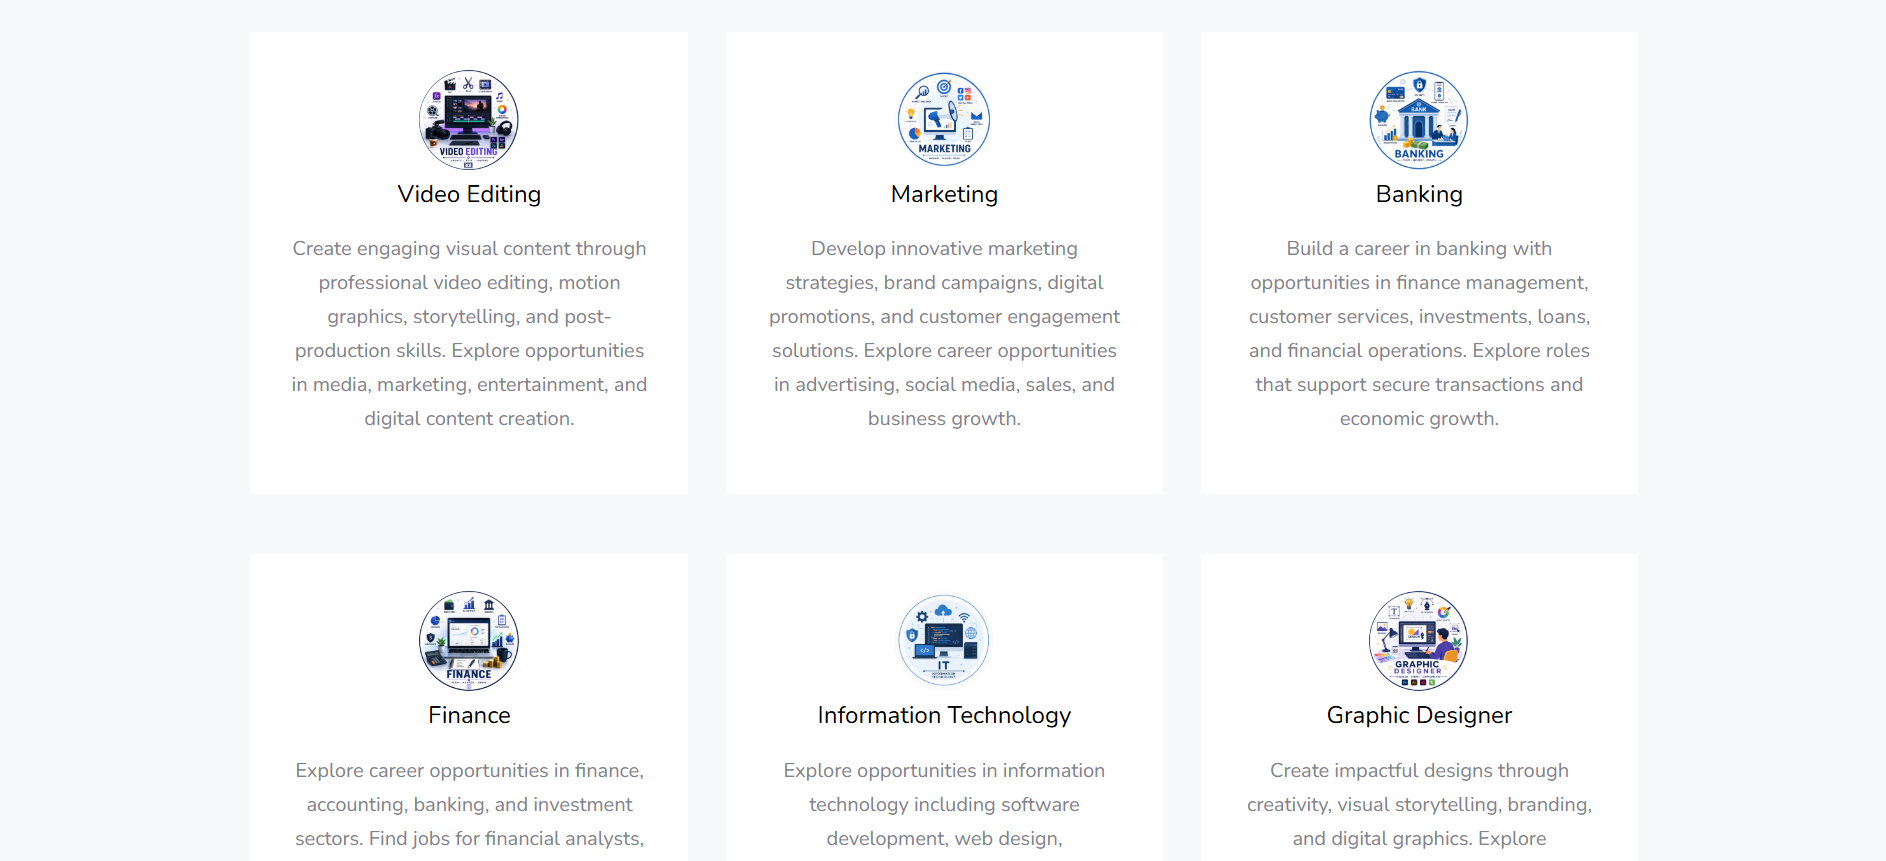 VIDEO EDITING
Video Editing
Create engaging visual content through
professional video editing, motion
graphics, storytelling, and post-
production skills. Explore opportunities
in media, marketing, entertainment, and
digital content creation.
MARKETING
Marketing
Develop innovative marketing
strategies, brand campaigns, digital
promotions, and customer engagement
solutions. Explore career opportunities
in advertising, social media, sales, and
business growth.
BANK
BANKING
Banking
Build a career in banking with
opportunities in finance management,
customer services, investments, loans,
and financial operations. Explore roles
that support secure transactions and
economic growth.
FINANCE
Finance
Explore career opportunities in finance,
accounting, banking, and investment
sectors. Find jobs for financial analysts,
</>
IT
INFORMATION
TECHNOLOGY
Information Technology
Explore opportunities in information
technology including software
development, web design,
T
GRAPHIC
DESIGNER
Graphic Designer
Create impactful designs through
creativity, visual storytelling, branding,
and digital graphics. Explore